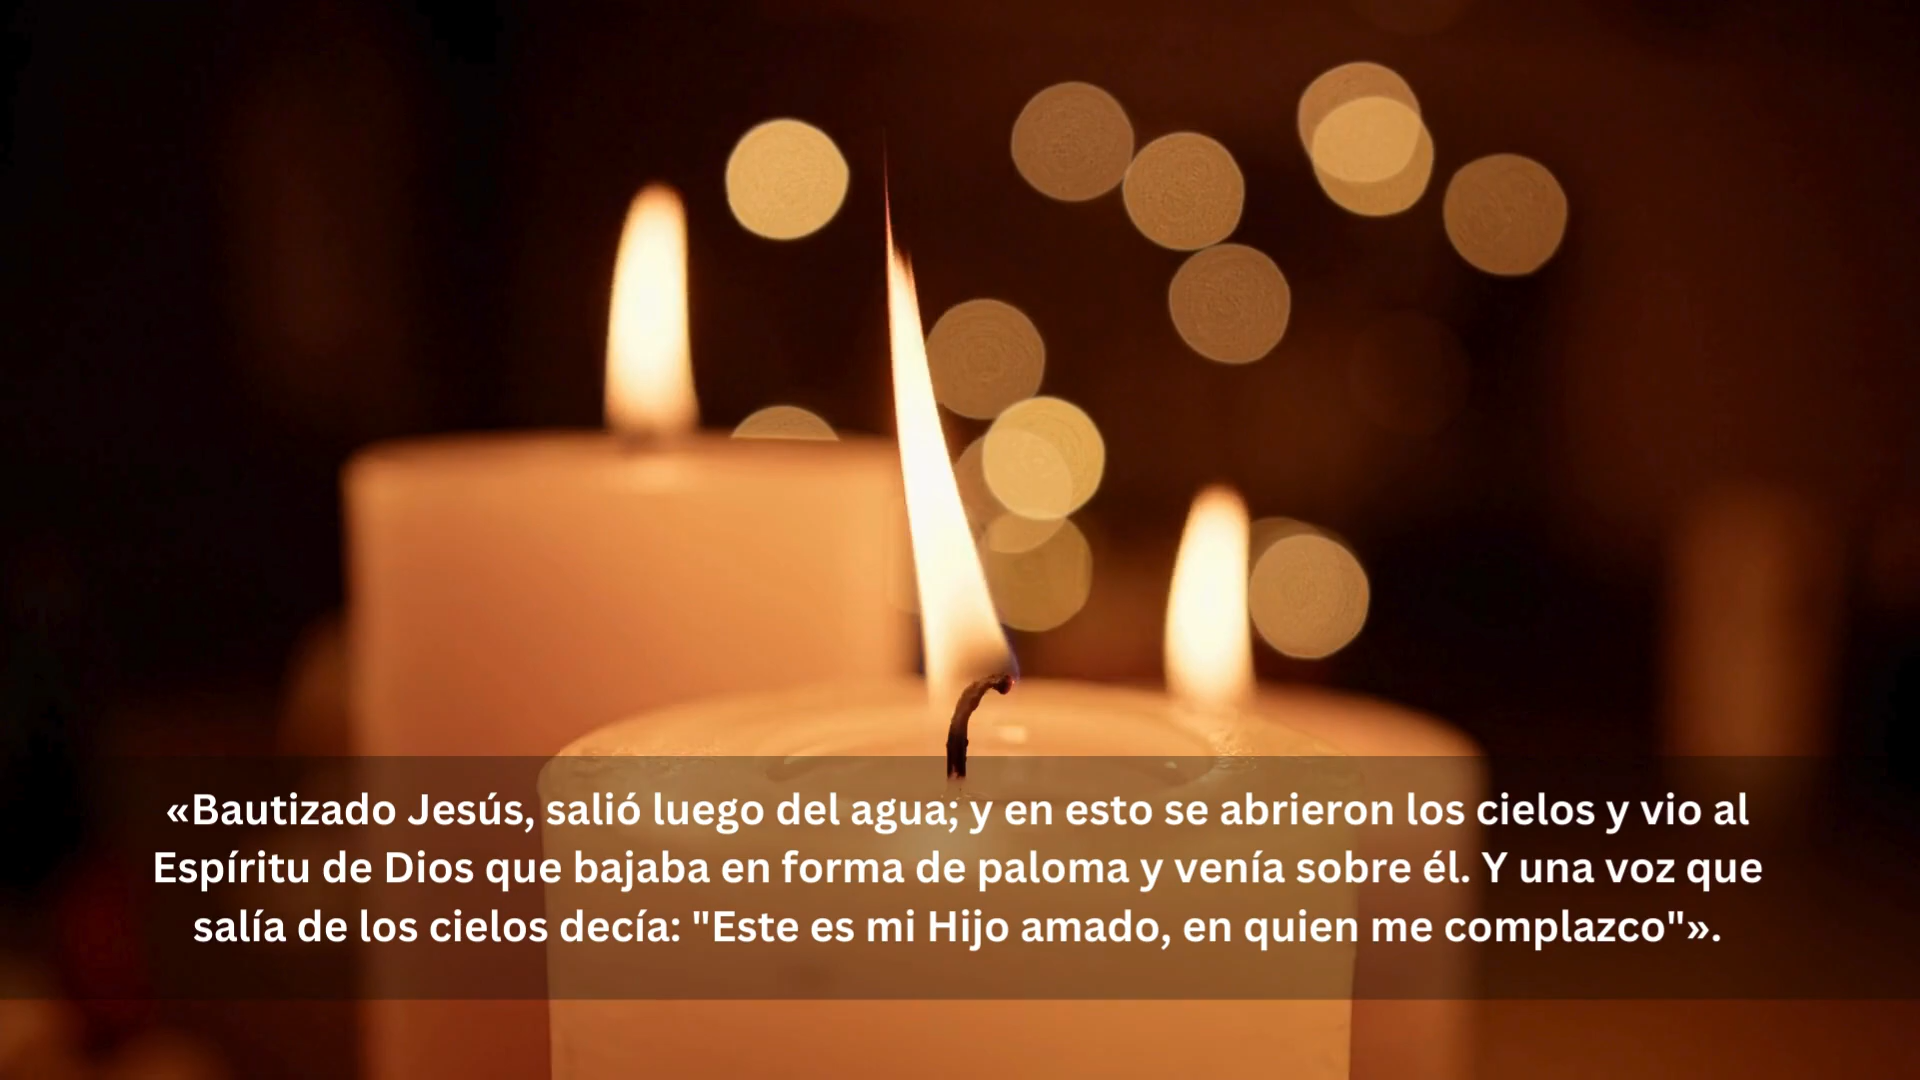 «Bautizado Jesús, salió luego del agua; y en esto se abrieron los cielos y vio al
Espíritu de Dios que bajaba en forma de paloma y venía sobre él. Y una voz que
salía de los cielos decía: "Este es mi Hijo amado, en quien me complazco"».